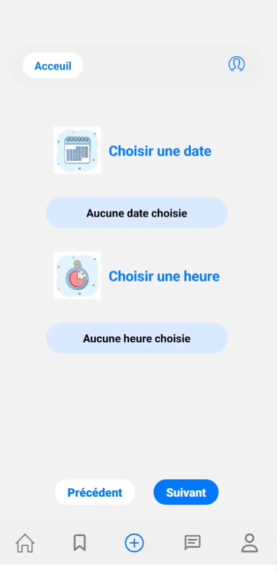 Acceuil
Choisir une date
Aucune date choisie
Choisir une heure
Aucune heure choisie
Précédent
Suivant